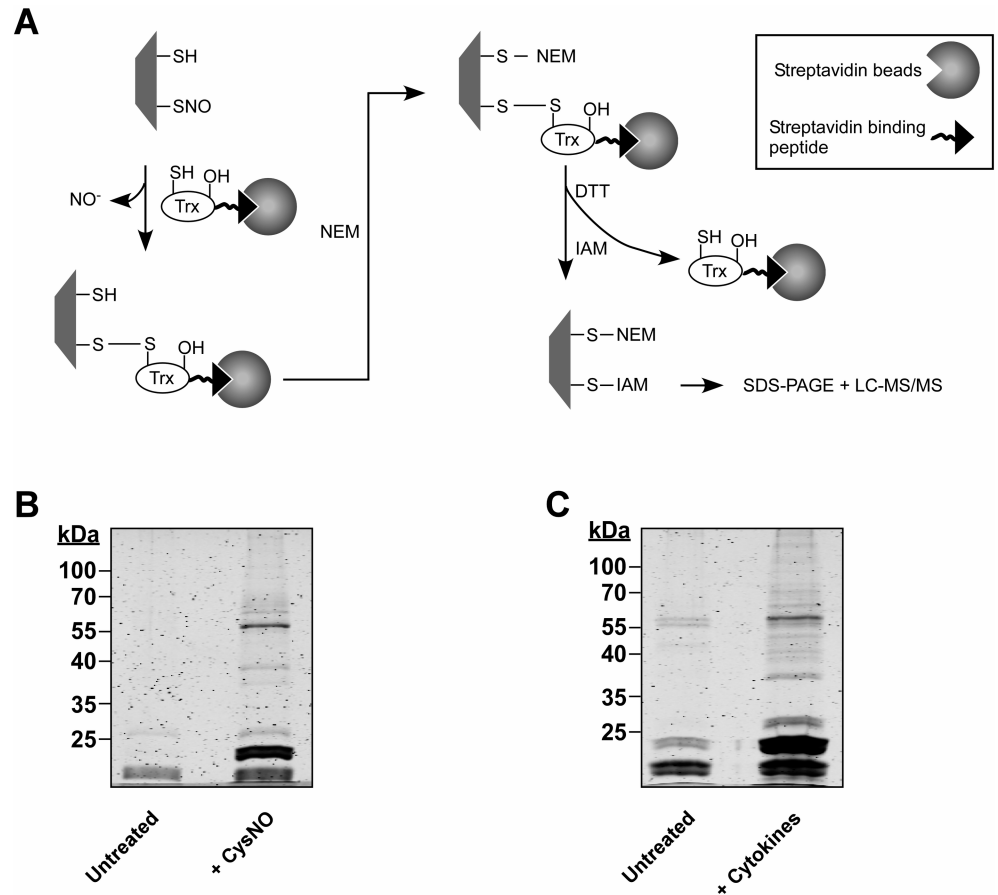 A
SH
SNO
NO-
SH
OH
Trx
SH
S
S
OH
Trx
NEM
S
NEM
S
S
OH
Trx
DTT
IAM
SH
OH
Trx
S
NEM
S
IAM
SDS-PAGE + LC-MS/MS
Streptavidin beads
Streptavidin binding
peptide
B
kDa
100
70
55
40
35
25
Untreated
+ CysNO
C
kDa
100
70
55
40
35
25
Untreated
+ Cytokines